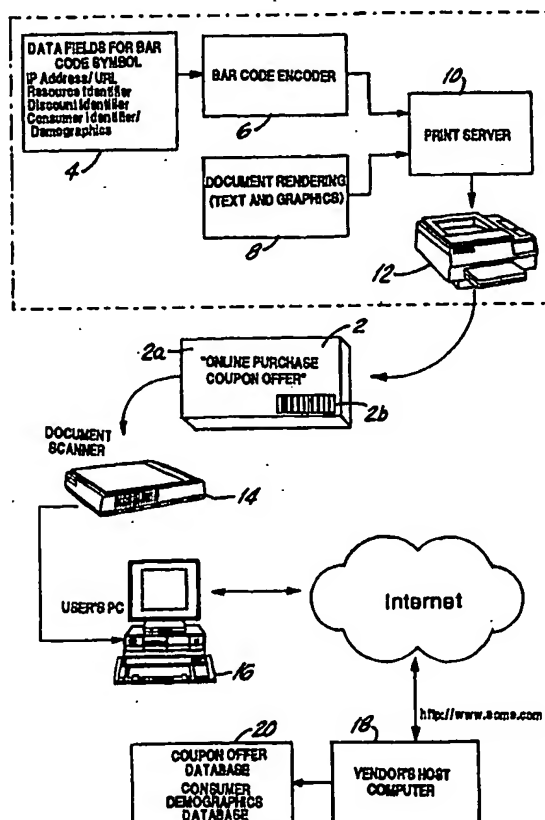 DATA FIELDS FOR BAR
CODE SYMBOL
IP Address/URL
Resource Identifier
Discount Identifier
Consumer Identifier/
Demographics
4
BAR CODE ENCODER
6
DOCUMENT RENDERING
(TEXT AND GRAPHICS)
8
10
PRINT SERVER
12
2a
2
"ONLINE PURCHASE
COUPON OFFER"
2b
DOCUMENT
SCANNER
14
USER'S PC
16
Internet
http://www.acme.com
20
COUPON OFFER
DATABASE
CONSUMER
DEMOGRAPHICS
DATABASE
18
VENDOR'S HOST
COMPUTER